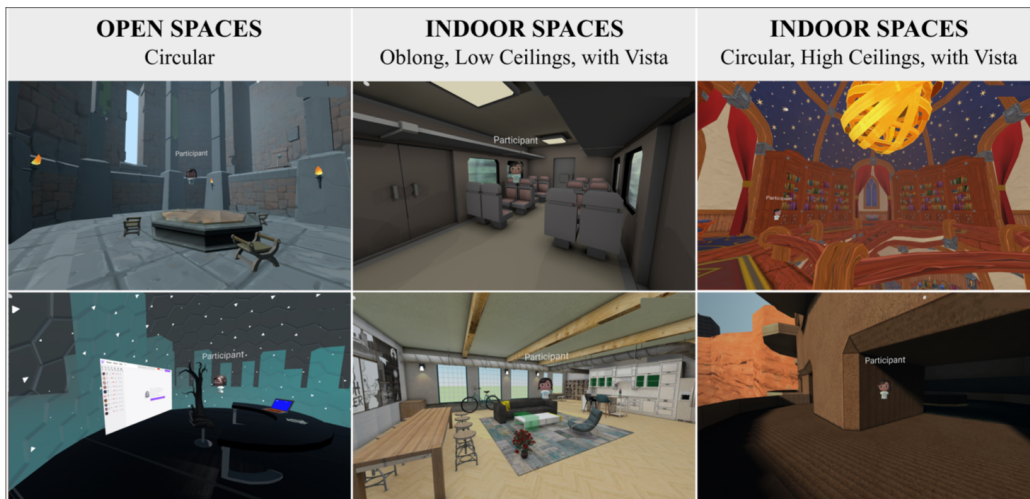 OPEN SPACES
Circular
INDOOR SPACES
Oblong, Low Ceilings, with Vista
INDOOR SPACES
Circular, High Ceilings, with Vista
Participant
Participant
Participant
Participant
Participant
Participant